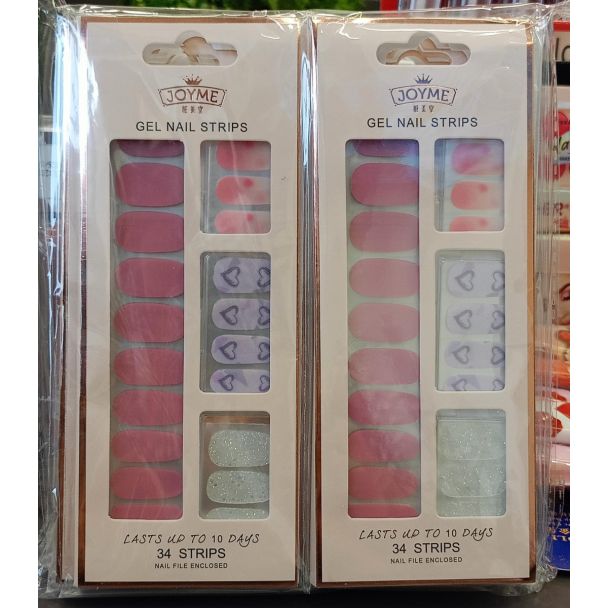 JOYME
GEL NAIL STRIPS
LASTS UP TO 10 DAYS
34 STRIPS
NAIL FILE ENCLOSED
JOYME
GEL NAIL STRIPS
LASTS UP TO 10 DAYS
34 STRIPS
NAIL FILE ENCLOSED